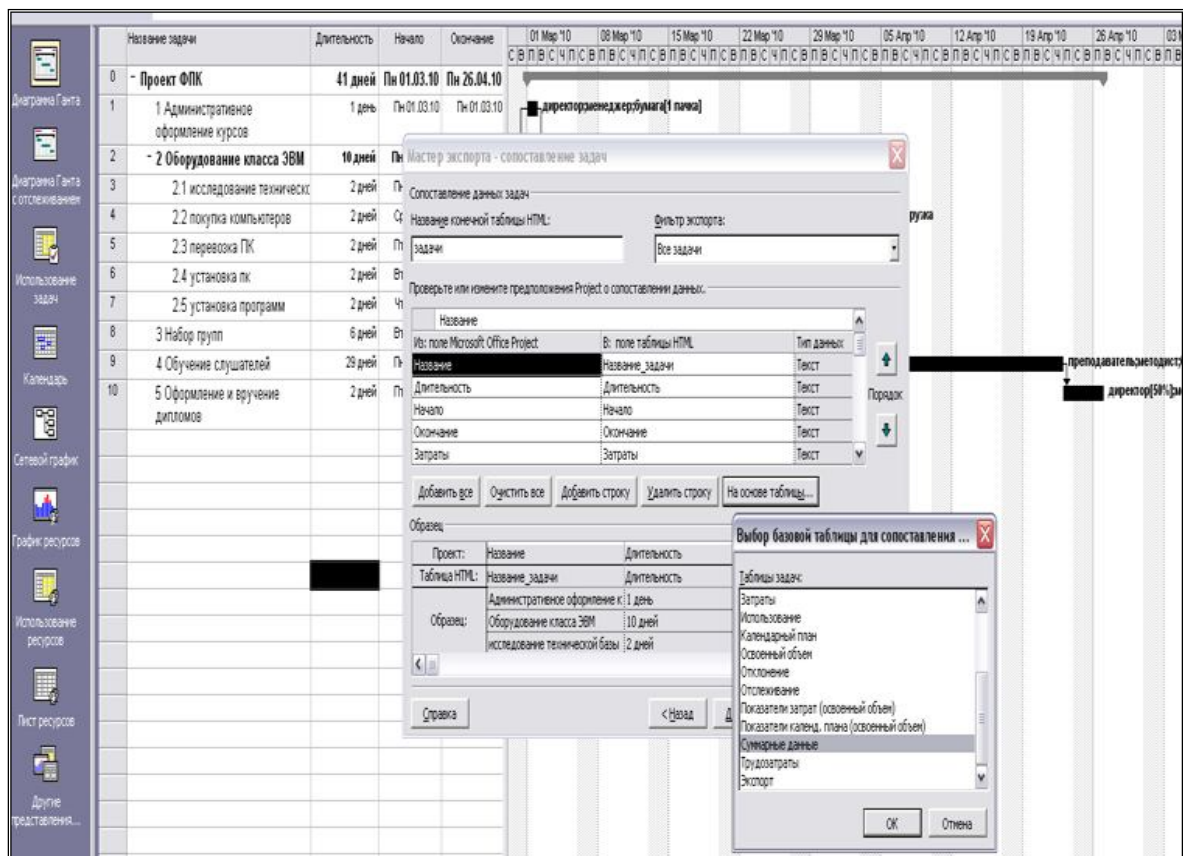 Название задачи Длительность Начало Окончание 01 Мар '10 08 Мар '10 15 Мар '10 22 Мар '10 29 Мар '10 05 Апр '10 12 Апр '10 19 Апр '10 26 Апр '10
0 - Проект ФПК 41 дней Пн 01.03.10 Пн 26.04.10
1 1 Административное оформление курсов 1 день Пн 01.03.10 Пн 01.03.10 директор;менеджер;бумага[1 пачка]
2 - 2 Оборудование класса ЭВМ 10 дней
3 2.1 исследование техническо 2 дней
4 2.2 покупка компьютеров 2 дней
5 2.3 перевозка ПК 2 дней
6 2.4 установка пк 2 дней
7 2.5 установка программ 2 дней
8 3 Набор групп 6 дней
9 4 Обучение слушателей 29 дней преподаватель;методист;
10 5 Оформление и вручение дипломов 2 дней директор[50%];
Диаграмма Ганта
Диаграмма Ганта
с отслеживанием
Использование
задач
Календарь
Сетевой график
График ресурсов
Использование
ресурсов
Лист ресурсов
Другие
представления...
Мастер экспорта - сопоставление задач
Сопоставление данных задач
Название конечной таблицы HTML: Фильтр экспорта:
задачи Все задачи
Проверьте или измените предположения Project о сопоставлении данных.
Название
Из: поле Microsoft Office Project В: поле таблицы HTML Тип данных
Название Название_задачи Текст
Длительность Длительность Текст
Начало Начало Текст
Окончание Окончание Текст
Затраты Затраты Текст
Порядок
Добавить все Очистить все Добавить строку Удалить строку На основе таблицы...
Образец
Проект: Название Длительность
Таблица HTML: Название_задачи Длительность
Образец: Административное оформление к 1 день
Оборудование класса ЭВМ 10 дней
исследование технической базы 2 дней
Справка < Назад
Выбор базовой таблицы для сопоставления ...
Таблицы задач:
Затраты
Использование
Календарный план
Освоенный объем
Отклонение
Отслеживание
Показатели затрат (освоенный объем)
Показатели календ. плана (освоенный объем)
Суммарные данные
Трудозатраты
Экспорт
ОК Отмена